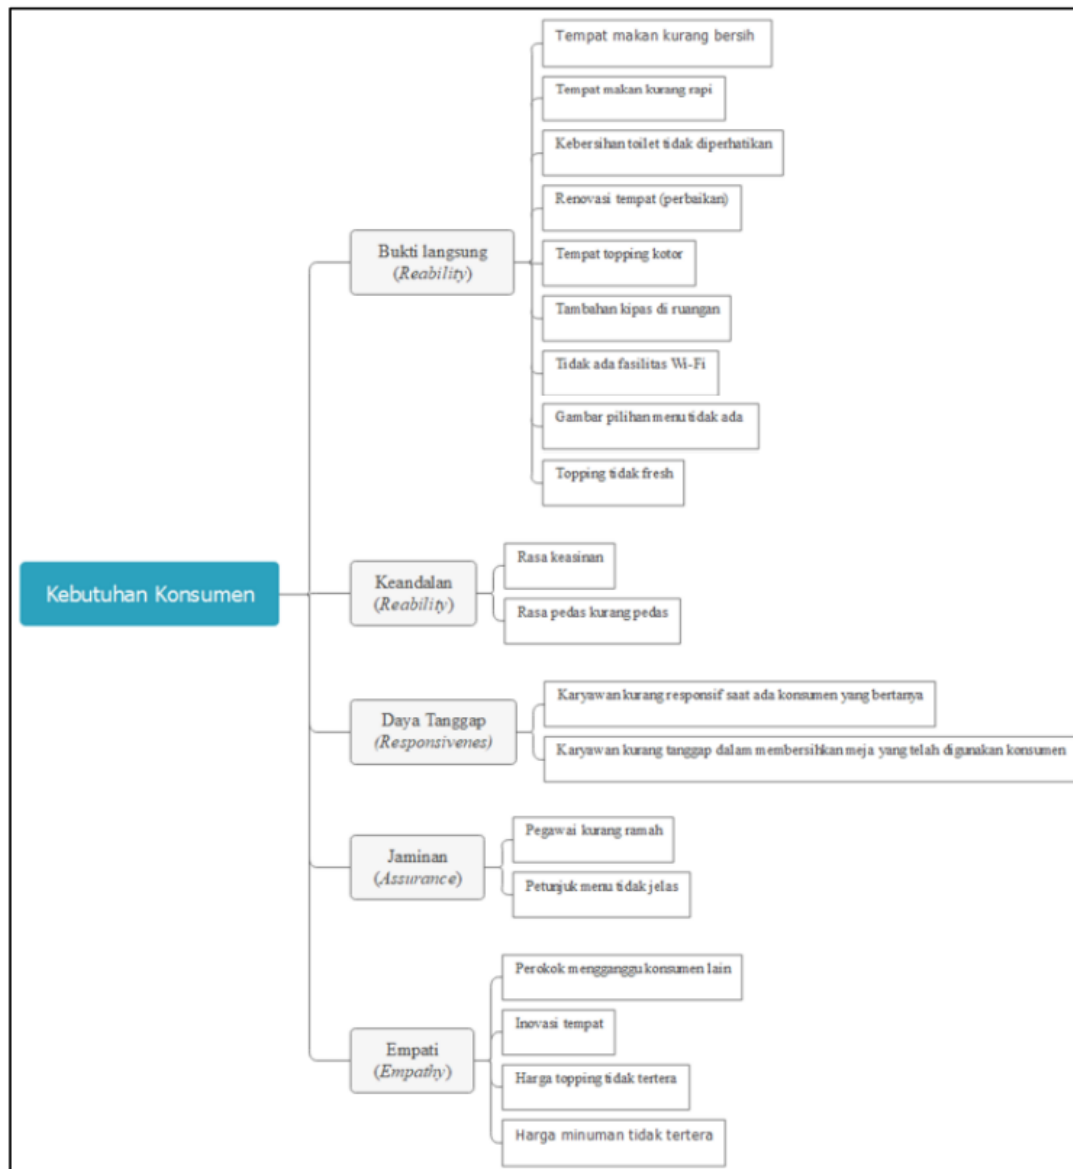 Kebutuhan Konsumen
Bukti langsung
(Reability)
Tempat makan kurang bersih
Tempat makan kurang rapi
Kebersihan toilet tidak diperhatikan
Renovasi tempat (perbaikan)
Tempat topping kotor
Tambahan kipas di ruangan
Tidak ada fasilitas Wi-Fi
Gambar pilihan menu tidak ada
Topping tidak fresh
Keandalan
(Reability)
Rasa keasinan
Rasa pedas kurang pedas
Daya Tanggap
(Responsivenes)
Karyawan kurang responsif saat ada konsumen yang bertanya
Karyawan kurang tanggap dalam membersihkan meja yang telah digunakan konsumen
Jaminan
(Assurance)
Pegawai kurang ramah
Petunjuk menu tidak jelas
Empati
(Empathy)
Perokok mengganggu konsumen lain
Inovasi tempat
Harga topping tidak tertera
Harga minuman tidak tertera